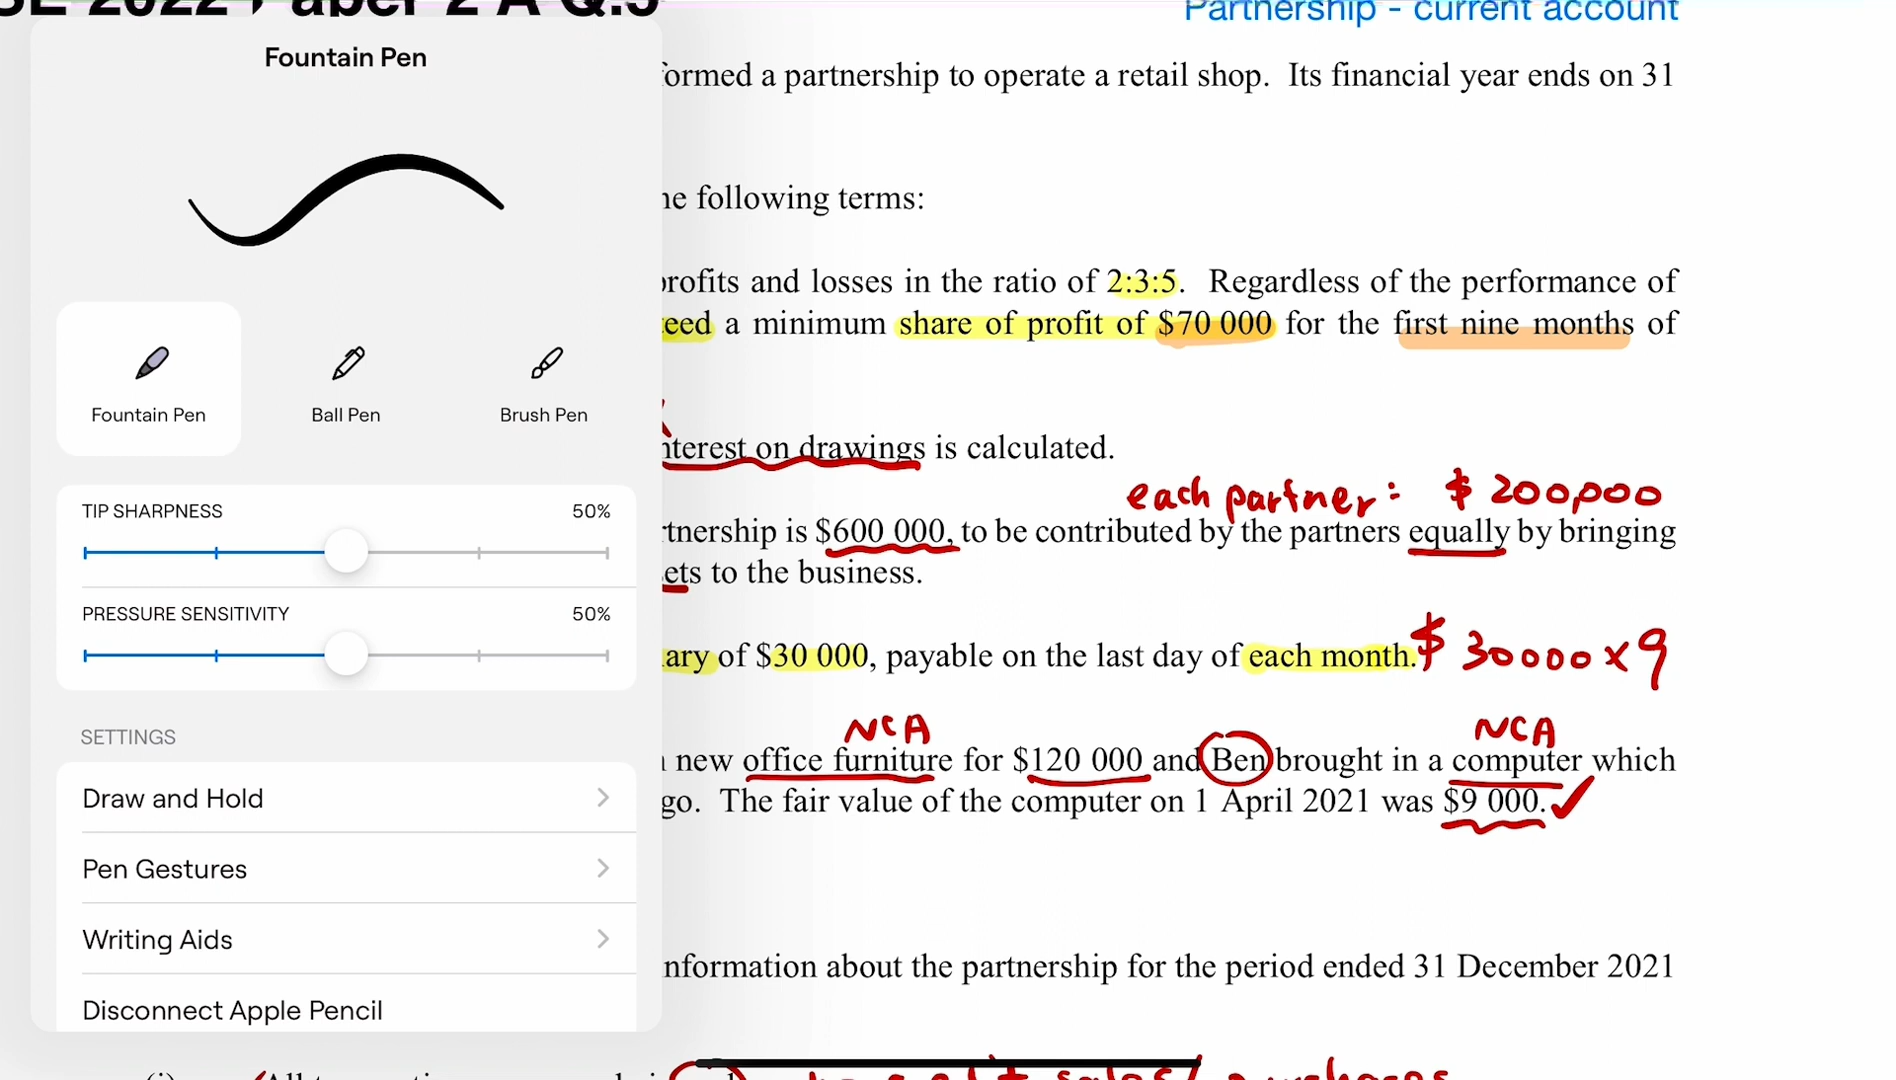 2022
Partnership - current account
Fountain Pen
formed a partnership to operate a retail shop. Its financial year ends on 31
he following terms:
profits and losses in the ratio of 2:3:5. Regardless of the performance of
eed a minimum share of profit of $70 000 for the first nine months of
Fountain Pen
Ball Pen
Brush Pen
nterest on drawings is calculated.
each partner: $200,000
TIP SHARPNESS 50%
rtnership is $600 000, to be contributed by the partners equally by bringing
ets to the business.
PRESSURE SENSITIVITY 50%
ary of $30 000, payable on the last day of each month. $30000×9
NCA NCA
SETTINGS
new office furniture for $120 000 and Ben brought in a computer which
go. The fair value of the computer on 1 April 2021 was $9 000.
Draw and Hold
Pen Gestures
Writing Aids
nformation about the partnership for the period ended 31 December 2021
Disconnect Apple Pencil